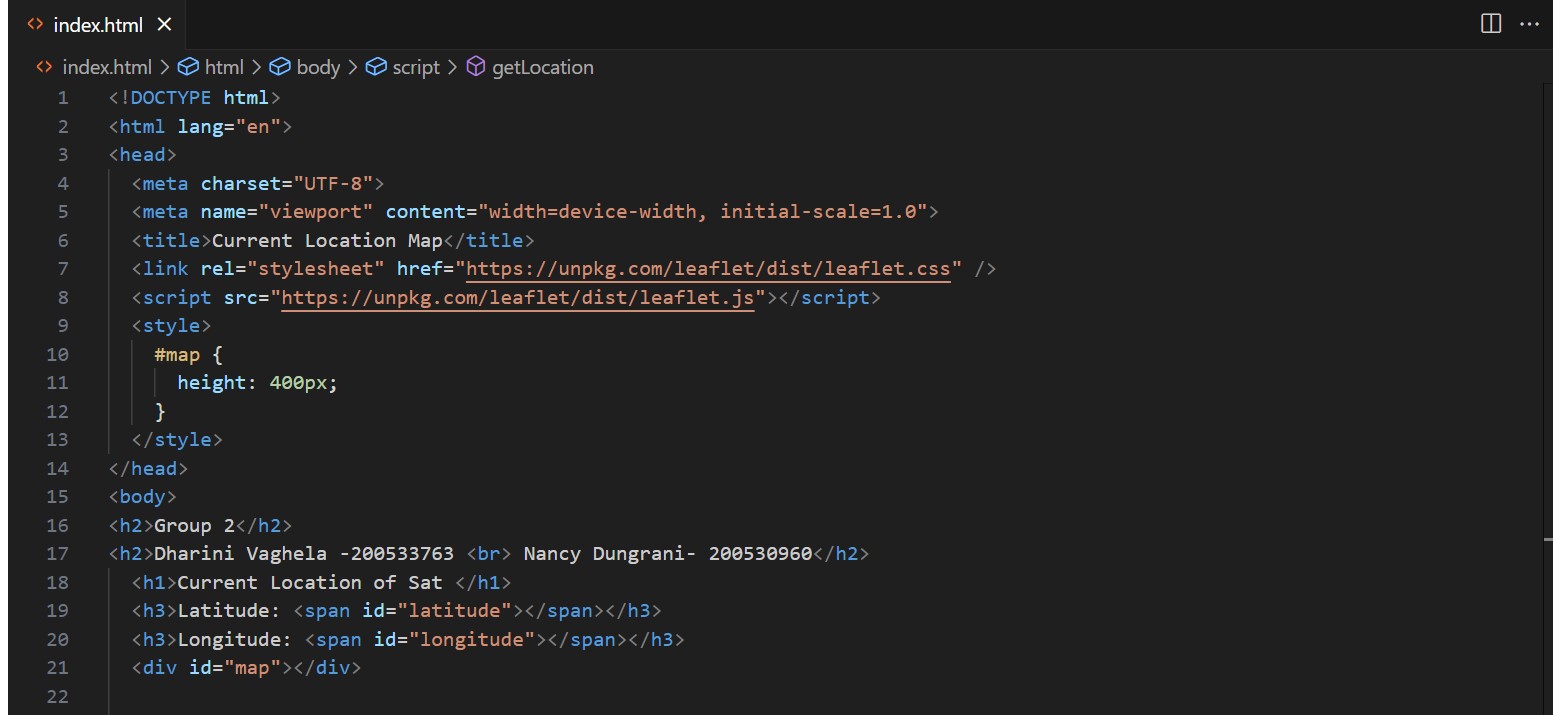 index.html
index.html > html > body > script > getLocation
1 <!DOCTYPE html>
2 <html lang="en">
3 <head>
4   <meta charset="UTF-8">
5   <meta name="viewport" content="width=device-width, initial-scale=1.0">
6   <title>Current Location Map</title>
7   <link rel="stylesheet" href="https://unpkg.com/leaflet/dist/leaflet.css" />
8   <script src="https://unpkg.com/leaflet/dist/leaflet.js"></script>
9   <style>
10     #map {
11       height: 400px;
12     }
13   </style>
14 </head>
15 <body>
16 <h2>Group 2</h2>
17 <h2>Dharini Vaghela -200533763 <br> Nancy Dungrani- 200530960</h2>
18   <h1>Current Location of Sat </h1>
19   <h3>Latitude: <span id="latitude"></span></h3>
20   <h3>Longitude: <span id="longitude"></span></h3>
21   <div id="map"></div>
22